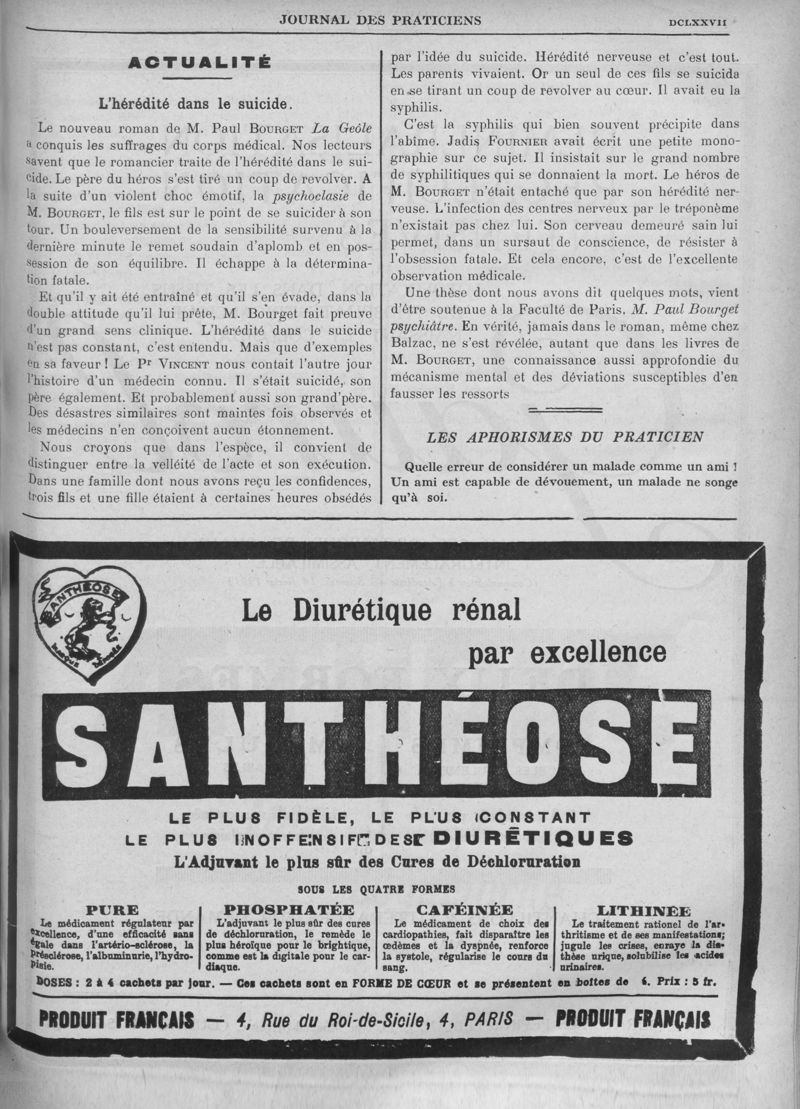 JOURNAL DES PRATICIENS
DCLXXVII
ACTUALITÉ
L'hérédité dans le suicide.
Le nouveau roman de M. Paul BOURGET La Geôle
a conquis les suffrages du corps médical. Nos lecteurs
savent que le romancier traite de l'hérédité dans le sui-
cide. Le père du héros s'est tiré un coup de revolver. A
la suite d'un violent choc émotif, la psychoclasie de
M. BOURGET, le fils est sur le point de se suicider à son
tour. Un bouleversement de la sensibilité survenu à la
dernière minute le remet soudain d'aplomb et en pos-
session de son équilibre. Il échappe à la détermina-
tion fatale.
Et qu'il y ait été entraîné et qu'il s'en évade, dans la
double attitude qu'il lui prête, M. Bourget fait preuve
d'un grand sens clinique. L'hérédité dans le suicide
n'est pas constant, c'est entendu. Mais que d'exemples
en sa faveur ! Le Pr VINCENT nous contait l'autre jour
l'histoire d'un médecin connu. Il s'était suicidé, son
père également. Et probablement aussi son grand'père.
Des désastres similaires sont maintes fois observés et
les médecins n'en conçoivent aucun étonnement.
Nous croyons que dans l'espèce, il convient de
distinguer entre la velléité de l'acte et son exécution.
Dans une famille dont nous avons reçu les confidences,
trois fils et une fille étaient à certaines heures obsédés
par l'idée du suicide. Hérédité nerveuse et c'est tout.
Les parents vivaient. Or un seul de ces fils se suicida
en se tirant un coup de revolver au cœur. Il avait eu la
syphilis.
C'est la syphilis qui bien souvent précipite dans
l'abîme. Jadis FOURNIER avait écrit une petite mono-
graphie sur ce sujet. Il insistait sur le grand nombre
de syphilitiques qui se donnaient la mort. Le héros de
M. BOURGET n'était entaché que par son hérédité ner-
veuse. L'infection des centres nerveux par le tréponème
n'existait pas chez lui. Son cerveau demeuré sain lui
permet, dans un sursaut de conscience, de résister à
l'obsession fatale. Et cela encore, c'est de l'excellente
observation médicale.
Une thèse dont nous avons dit quelques mots, vient
d'être soutenue à la Faculté de Paris. M. Paul Bourget
psychiâtre. En vérité, jamais dans le roman, même chez
Balzac, ne s'est révélée, autant que dans les livres de
M. BOURGET, une connaissance aussi approfondie du
mécanisme mental et des déviations susceptibles d'en
fausser les ressorts
LES APHORISMES DU PRATICIEN
Quelle erreur de considérer un malade comme un ami !
Un ami est capable de dévouement, un malade ne songe
qu'à soi.
SANTHÉOSE
Le Diurétique rénal
par excellence
SANTHÉOSE
LE PLUS FIDÈLE, LE PLUS CONSTANT
LE PLUS INOFFENSIF DES DIURÉTIQUES
L'Adjuvant le plus sûr des Cures de Déchloruration
SOUS LES QUATRE FORMES
PURE
Le médicament régulateur par
excellence, d'une efficacité sans
égale dans l'artério-sclérose, la
présclérose, l'albuminurie, l'hydro-
pisie.
PHOSPHATÉE
L'adjuvant le plus sûr des cures
de déchloruration, le remède le
plus héroïque pour le brightique,
comme est la digitale pour le car-
diaque.
CAFÉINÉE
Le médicament de choix des
cardiopathies, fait disparaître les
œdèmes et la dyspnée, renforce
la systole, régularise le cours du
sang.
LITHINÉE
Le traitement rationel de l'ar-
thritisme et de ses manifestations;
jugule les crises, enraye la dia-
thèse urique, solubilise les acides
urinaires.
DOSES : 2 à 4 cachets par jour. — Ces cachets sont en FORME DE CŒUR et se présentent en boîtes de 6. Prix : 5 fr.
PRODUIT FRANÇAIS — 4, Rue du Roi-de-Sicile, 4, PARIS — PRODUIT FRANÇAIS